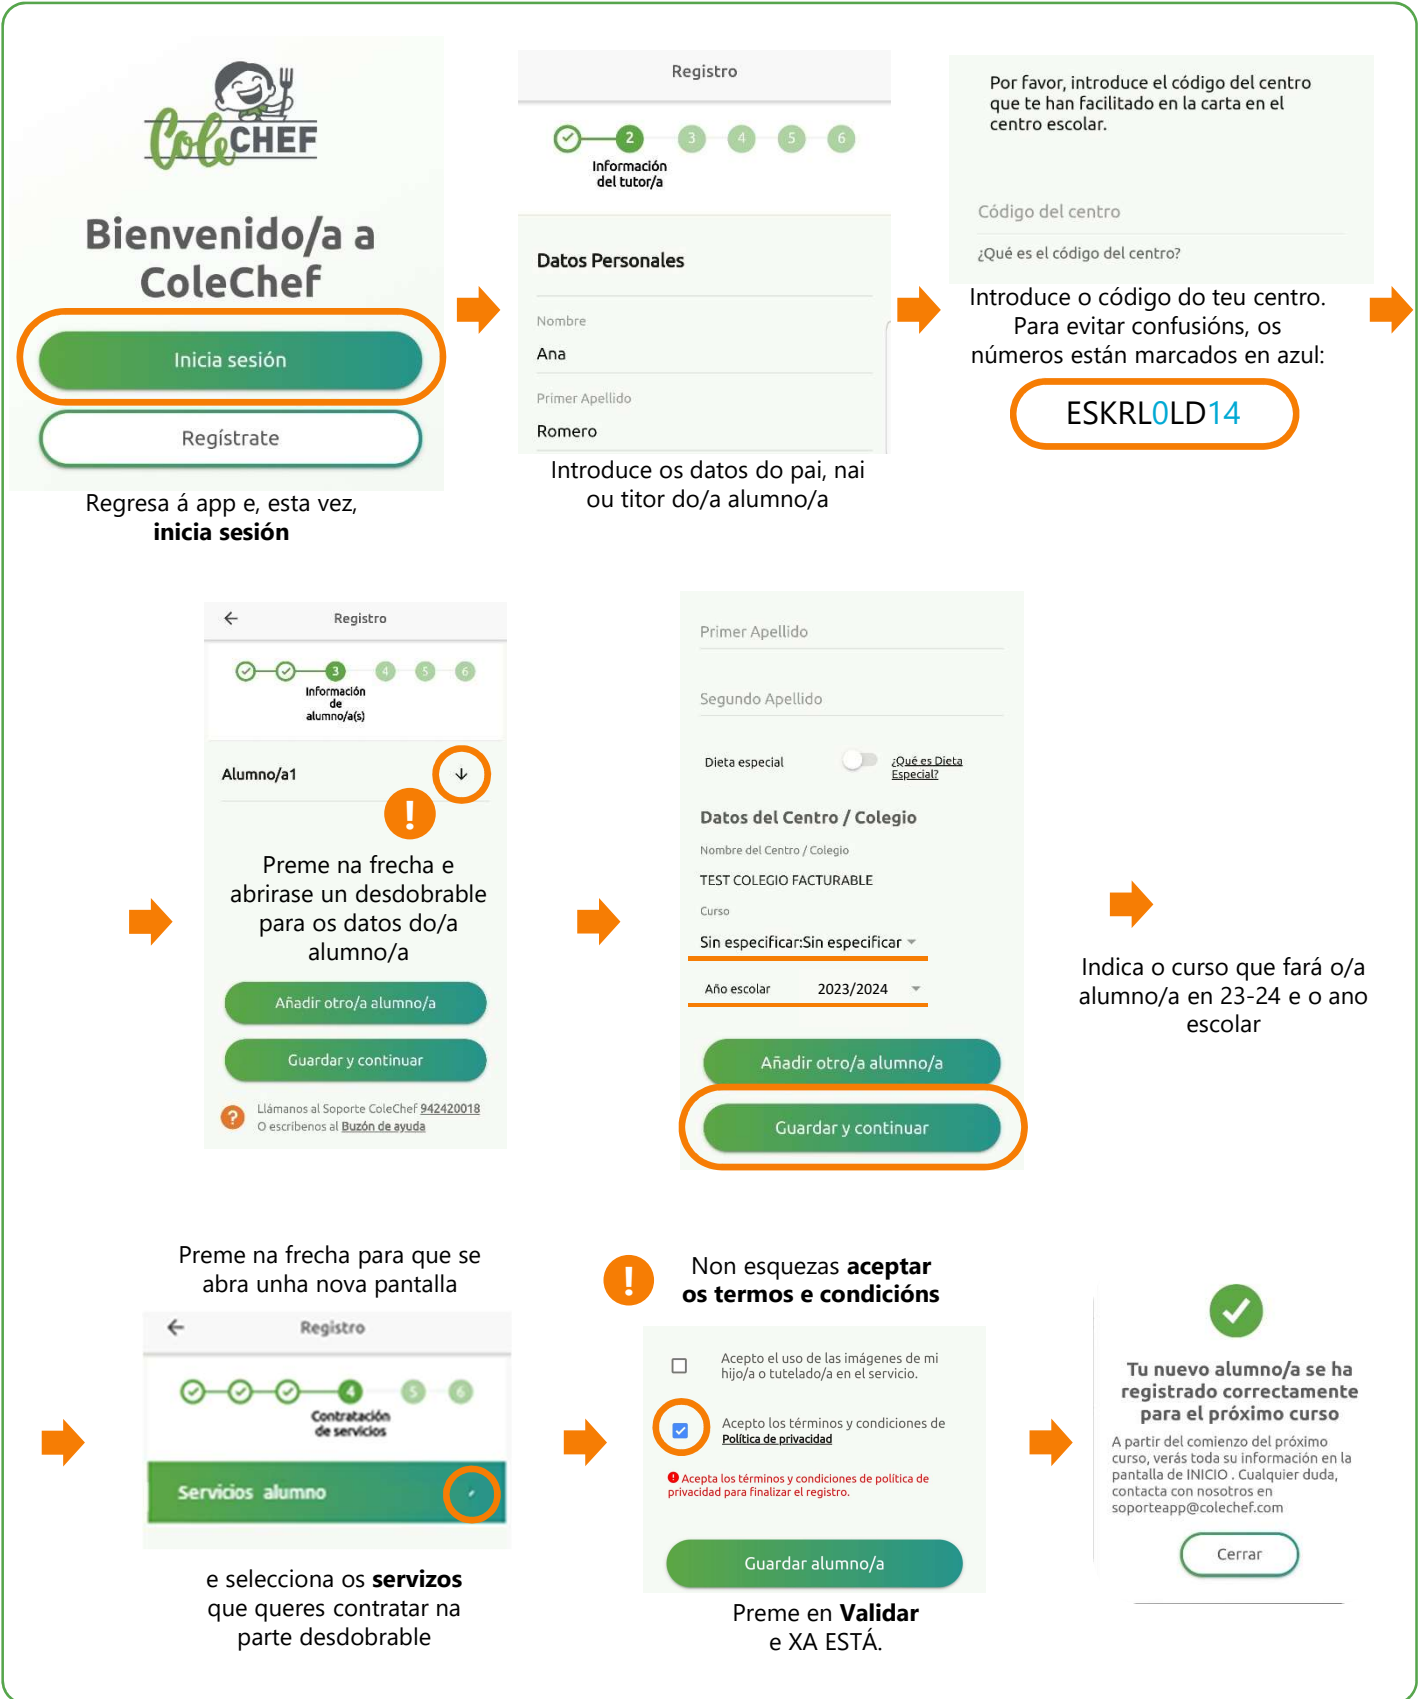 ColeCHEF
Bienvenido/a a
ColeChef
Inicia sesión
Regístrate
Regresa á app e, esta vez,
inicia sesión
Registro
2 3 4 5 6
Información
del tutor/a
Datos Personales
Nombre
Ana
Primer Apellido
Romero
Introduce os datos do pai, nai
ou titor do/a alumno/a
Por favor, introduce el código del centro
que te han facilitado en la carta en el
centro escolar.
Código del centro
¿Qué es el código del centro?
Introduce o código do teu centro.
Para evitar confusións, os
números están marcados en azul:
ESKRL0LD14
Registro
3 4 5 6
Información
de
alumno/a(s)
Alumno/a1
!
Preme na frecha e
abrirase un desdobrable
para os datos do/a
alumno/a
Añadir otro/a alumno/a
Guardar y continuar
? Llámanos al Soporte ColeChef 942420018
O escríbenos al Buzón de ayuda
Primer Apellido
Segundo Apellido
Dieta especial ¿Qué es Dieta
Especial?
Datos del Centro / Colegio
Nombre del Centro / Colegio
TEST COLEGIO FACTURABLE
Curso
Sin especificar:Sin especificar
Año escolar 2023/2024
Añadir otro/a alumno/a
Guardar y continuar
Indica o curso que fará o/a
alumno/a en 23-24 e o ano
escolar
Preme na frecha para que se
abra unha nova pantalla
Registro
4 5 6
Contratación
de servicios
Servicios alumno
e selecciona os servizos
que queres contratar na
parte desdobrable
!
Non esquezas aceptar
os termos e condicións
Acepto el uso de las imágenes de mi
hijo/a o tutelado/a en el servicio.
Acepto los términos y condiciones de
Política de privacidad
Acepta los términos y condiciones de política de
privacidad para finalizar el registro.
Guardar alumno/a
Preme en Validar
e XA ESTÁ.
Tu nuevo alumno/a se ha
registrado correctamente
para el próximo curso
A partir del comienzo del próximo
curso, verás toda su información en la
pantalla de INICIO . Cualquier duda,
contacta con nosotros en
soporteapp@colechef.com
Cerrar